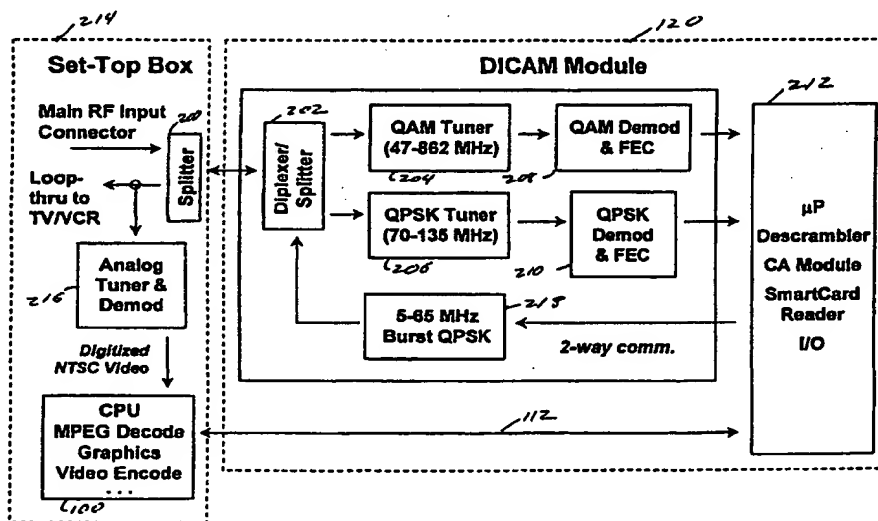 214
120
Set-Top Box
DICAM Module
Main RF Input
Connector
200
Splitter
Loop-
thru to
TV/VCR
Analog
Tuner &
Demod
216
Digitized
NTSC Video
CPU
MPEG Decode
Graphics
Video Encode
...
100
202
Diplexer/
Splitter
QAM Tuner
(47-862 MHz)
204
QAM Demod
& FEC
208
QPSK Tuner
(70-135 MHz)
206
QPSK
Demod
& FEC
210
218
5-65 MHz
Burst QPSK
2-way comm.
112
212
μP
Descrambler
CA Module
SmartCard
Reader
I/O